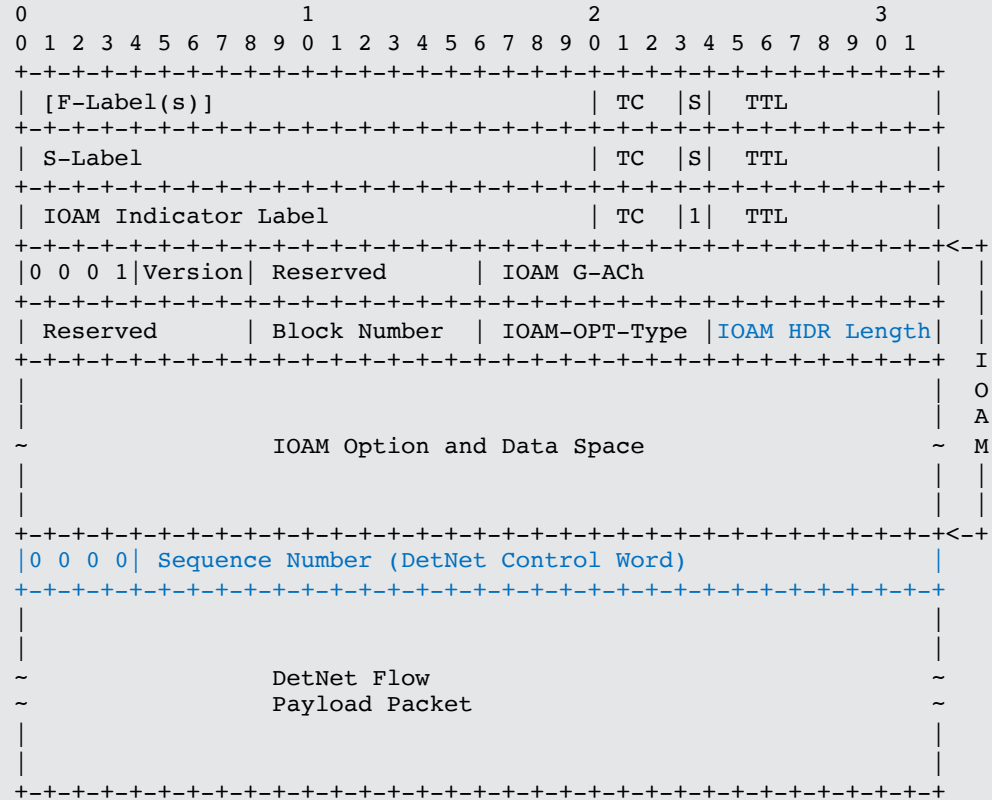 0                   1                   2                   3
0 1 2 3 4 5 6 7 8 9 0 1 2 3 4 5 6 7 8 9 0 1 2 3 4 5 6 7 8 9 0 1
+-+-+-+-+-+-+-+-+-+-+-+-+-+-+-+-+-+-+-+-+-+-+-+-+-+-+-+-+-+-+-+-+
| [F-Label(s)]                          | TC  |S|  TTL          |
+-+-+-+-+-+-+-+-+-+-+-+-+-+-+-+-+-+-+-+-+-+-+-+-+-+-+-+-+-+-+-+-+
| S-Label                               | TC  |S|  TTL          |
+-+-+-+-+-+-+-+-+-+-+-+-+-+-+-+-+-+-+-+-+-+-+-+-+-+-+-+-+-+-+-+-+
| IOAM Indicator Label                  | TC  |1|  TTL          |
+-+-+-+-+-+-+-+-+-+-+-+-+-+-+-+-+-+-+-+-+-+-+-+-+-+-+-+-+-+-+-+-+<-+
|0 0 0 1|Version| Reserved      | IOAM G-ACh                    |  |
+-+-+-+-+-+-+-+-+-+-+-+-+-+-+-+-+-+-+-+-+-+-+-+-+-+-+-+-+-+-+-+-+  |
| Reserved      | Block Number  | IOAM-OPT-Type |IOAM HDR Length|  |
+-+-+-+-+-+-+-+-+-+-+-+-+-+-+-+-+-+-+-+-+-+-+-+-+-+-+-+-+-+-+-+-+  I
|                                                               |  O
|                                                               |  A
~                 IOAM Option and Data Space                    ~  M
|                                                               |  |
|                                                               |  |
+-+-+-+-+-+-+-+-+-+-+-+-+-+-+-+-+-+-+-+-+-+-+-+-+-+-+-+-+-+-+-+-+<-+
|0 0 0 0| Sequence Number (DetNet Control Word)                 |
+-+-+-+-+-+-+-+-+-+-+-+-+-+-+-+-+-+-+-+-+-+-+-+-+-+-+-+-+-+-+-+-+
|                                                               |
|                                                               |
~                 DetNet Flow                                   ~
~                 Payload Packet                                ~
|                                                               |
|                                                               |
+-+-+-+-+-+-+-+-+-+-+-+-+-+-+-+-+-+-+-+-+-+-+-+-+-+-+-+-+-+-+-+-+